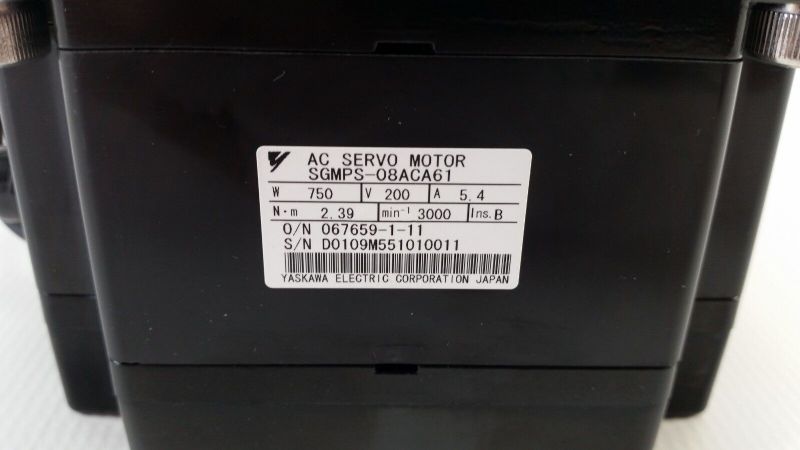 AC SERVO MOTOR
SGMPS-08ACA61
W 750 V 200 A 5.4
N·m 2.39 min⁻¹ 3000 Ins. B
O/N 067659-1-11
S/N D0109M551010011
YASKAWA ELECTRIC CORPORATION JAPAN